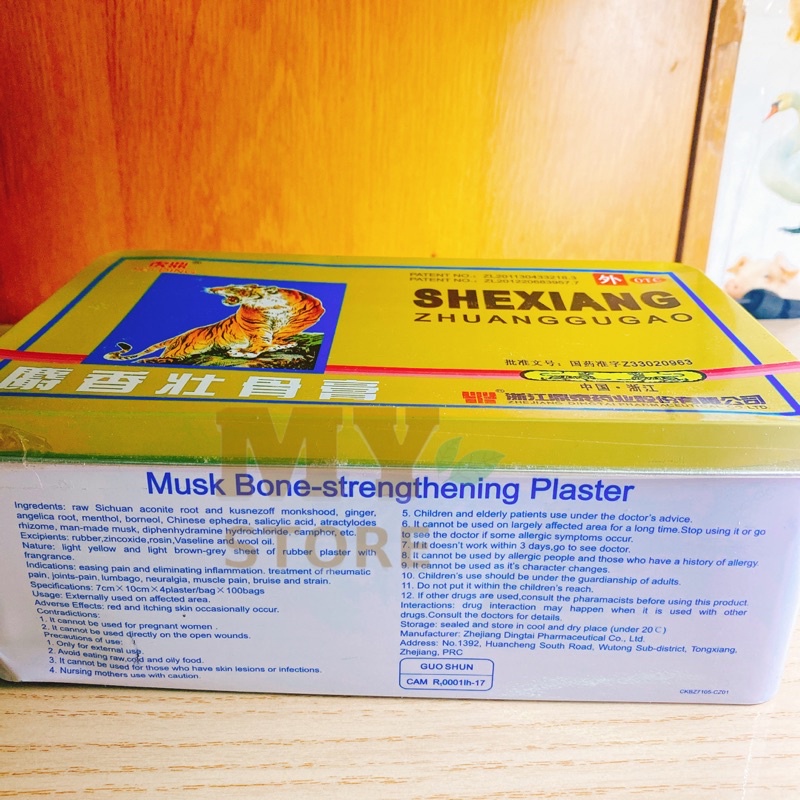 PATENT NO.: ZL201130433218.3
PATENT NO.: ZL201220683967.7
外 OTC
SHEXIANG
ZHUANGGUGAO
批准文号：国药准字Z33020963
中国·浙江
ZHEJIANG DINGTAI PHARMACEUTICAL CO., LTD.
麝香壮骨膏
MY
STORE
Musk Bone-strengthening Plaster
Ingredents: raw Sichuan aconite root and kusnezoff monkshood, ginger,
angelica root, menthol, borneol, Chinese ephedra, salicylic acid, atractylodes
rhizome, man-made musk, diphenhydramine hydrochloride, camphor, etc.
Excipients: rubber,zincoxide,rosin,Vaseline and wool oil.
Nature: light yellow and light brown-grey plaster of rubber plaster with
frangrance.
Indications: easing pain and eliminating inflammation. treatment of rheumatic
pain, joints-pain, lumbago, neuralgia, muscle pain, bruise and strain.
Specifications: 7cm×10cm×4plaster/bag×100bags
Usage: Externally used on affected area.
Adverse Effects: red and itching skin occasionally occur.
Contradictions:
1. It cannot be used for pregnant women .
2. It cannot be used directly on the open wounds.
Precautions of use:
1. Only for external use.
2. Avoid eating raw,cold and oily food.
3. It cannot be used for those who have skin lesions or infections.
4. Nursing mothers use with caution.
5. Children and elderly patients use under the doctor's advice.
6. It cannot be used on largely affected area for a long time.Stop using it or go
to see the doctor if some allergic symptoms occur.
7. If it doesn't work within 3 days,go to see doctor.
8. It cannot be used by allergic people and those who have a history of allergy.
9. It cannot be used as it's character changes.
10. Children's use should be under the guardianship of adults.
11. Do not put it within the children's reach.
12. If other drugs are used,consult the pharamacists before using this product.
Interactions: drug interaction may happen when it is used with other
drugs.Consult the doctors for details.
Storage: sealed and store in cool and dry place (under 20℃)
Manufacturer: Zhejiang Dingtai Pharmaceutical Co., Ltd.
Address: No.1392, Huancheng South Road, Wutong Sub-district, Tongxiang,
Zhejiang, PRC
GUO SHUN
CAM R,0001Ih-17
CKBZ7105-CZ01